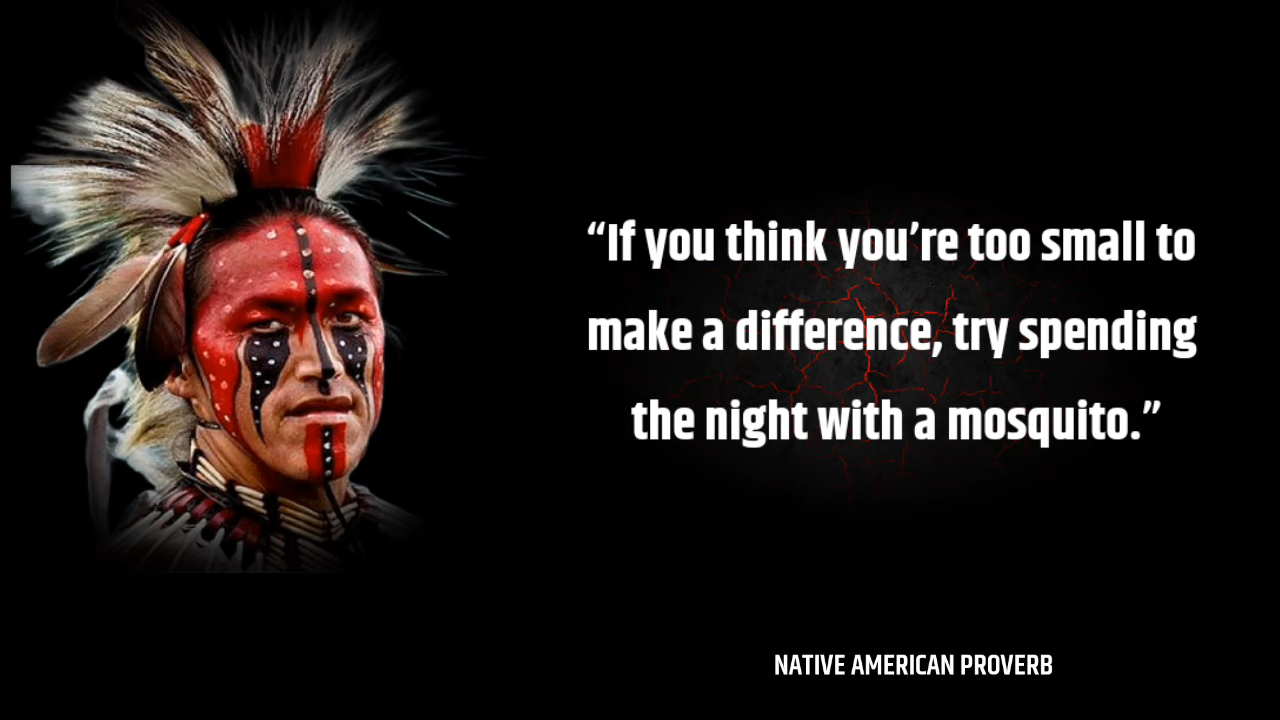 “If you think you’re too small to
make a difference, try spending
the night with a mosquito.”
NATIVE AMERICAN PROVERB